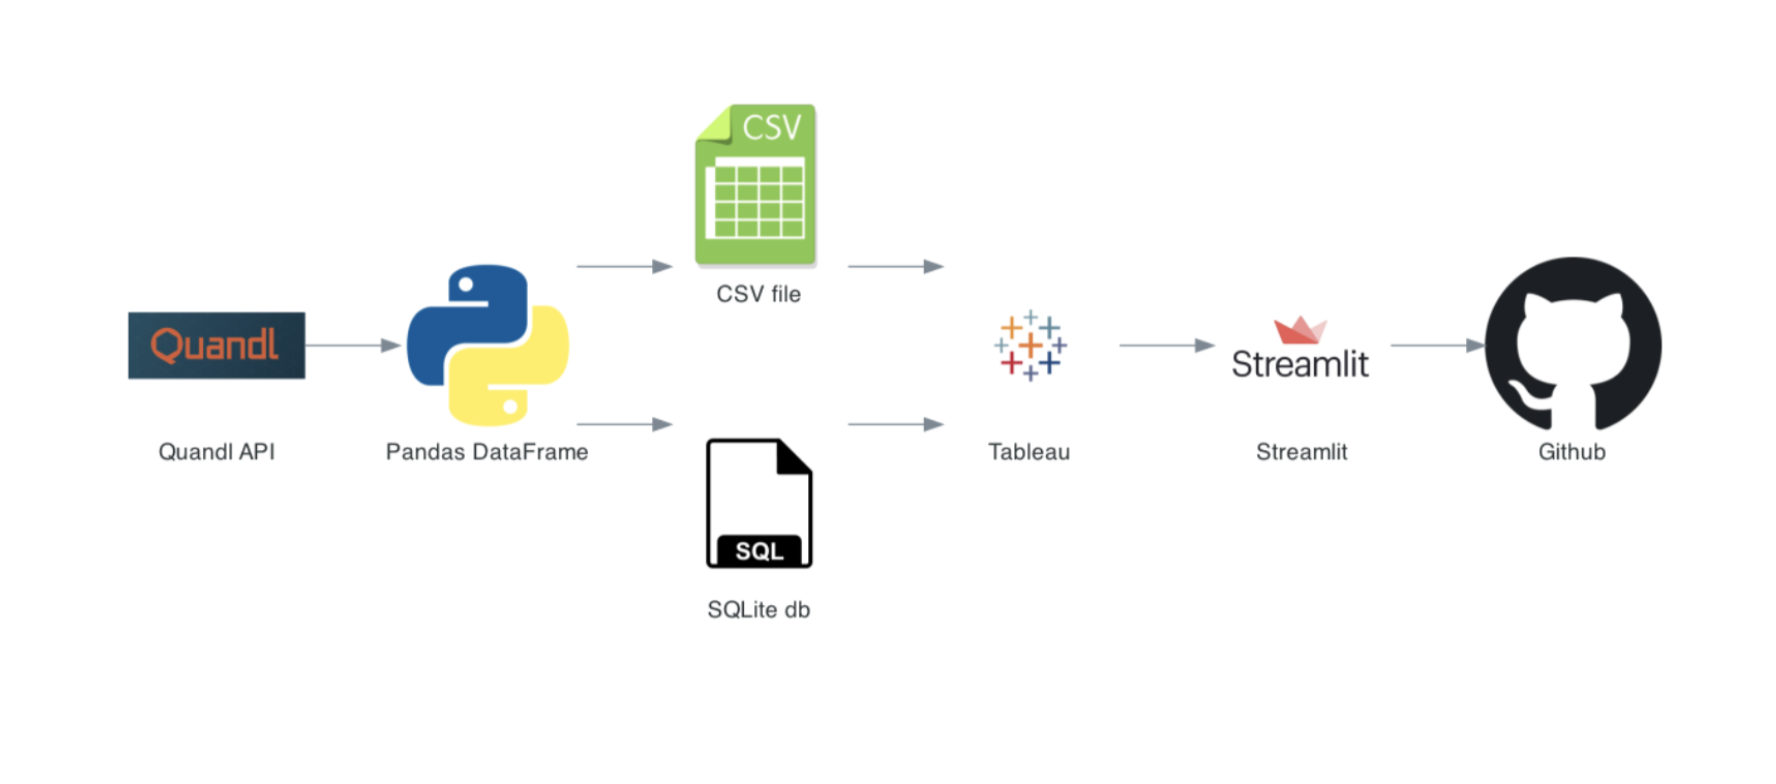 CSV
CSV file
Quandl
Streamlit
Quandl API
Pandas DataFrame
Tableau
Streamlit
Github
SQL
SQLite db